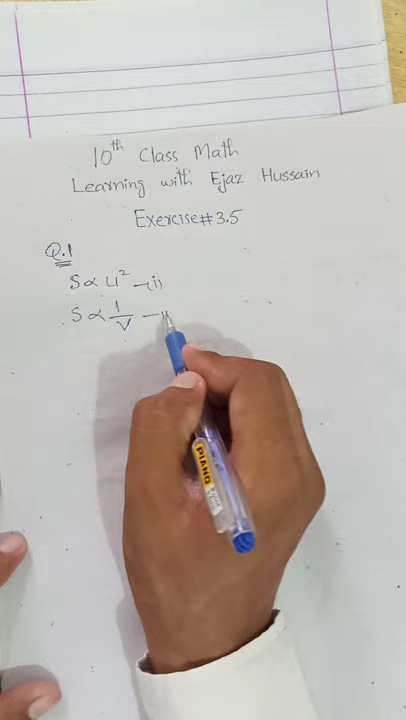 10th Class Math
Learning with Ejaz Hussain
Exercise#3.5
Q.1
S∝u² —(i)
S∝1/v —
PIANO